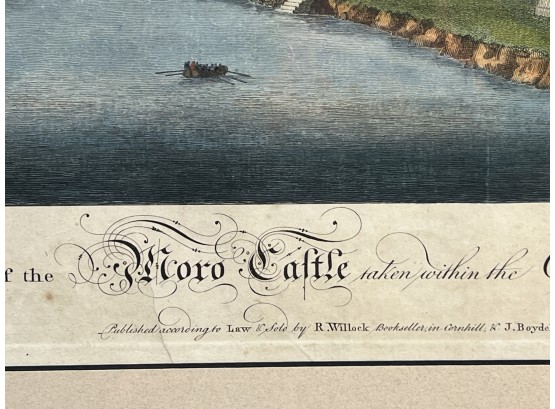 f the Moro Caſtle taken within the
Published according to Law & Sold by R. Willock Bookseller, in Cornhill, & J. Boyde